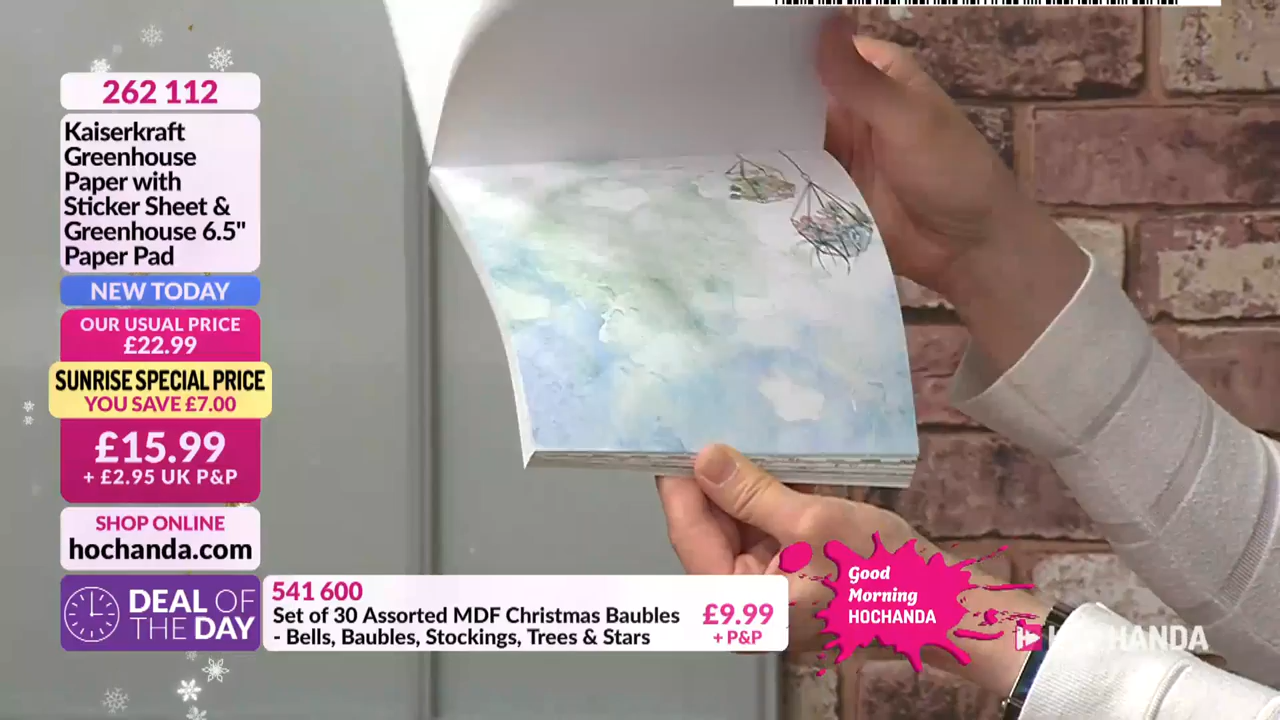 262 112
Kaiserkraft
Greenhouse
Paper with
Sticker Sheet &
Greenhouse 6.5"
Paper Pad
NEW TODAY
OUR USUAL PRICE
£22.99
SUNRISE SPECIAL PRICE
YOU SAVE £7.00
£15.99
+ £2.95 UK P&P
SHOP ONLINE
hochanda.com
DEAL OF
THE DAY
541 600
Set of 30 Assorted MDF Christmas Baubles
- Bells, Baubles, Stockings, Trees & Stars
£9.99
+ P&P
Good
Morning
HOCHANDA
HOCHANDA